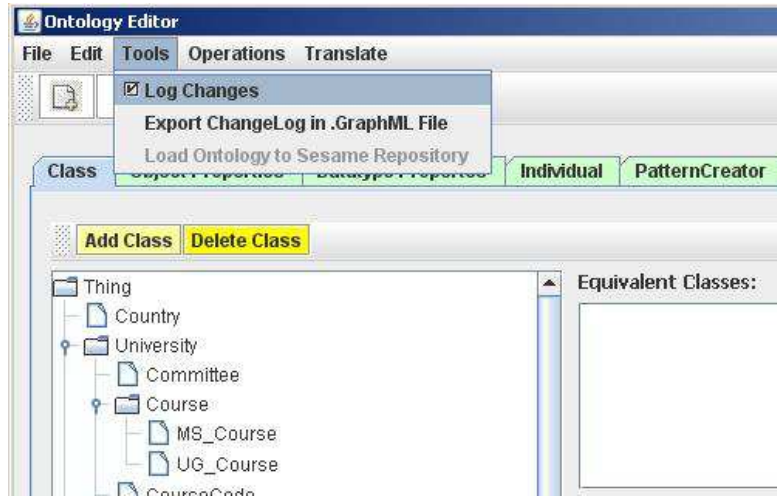 Ontology Editor
File Edit Tools Operations Translate
Log Changes
Export ChangeLog in .GraphML File
Load Ontology to Sesame Repository
Class Individual PatternCreator
Add Class Delete Class
Thing
Equivalent Classes:
Country
University
Committee
Course
MS_Course
UG_Course
CourseCode